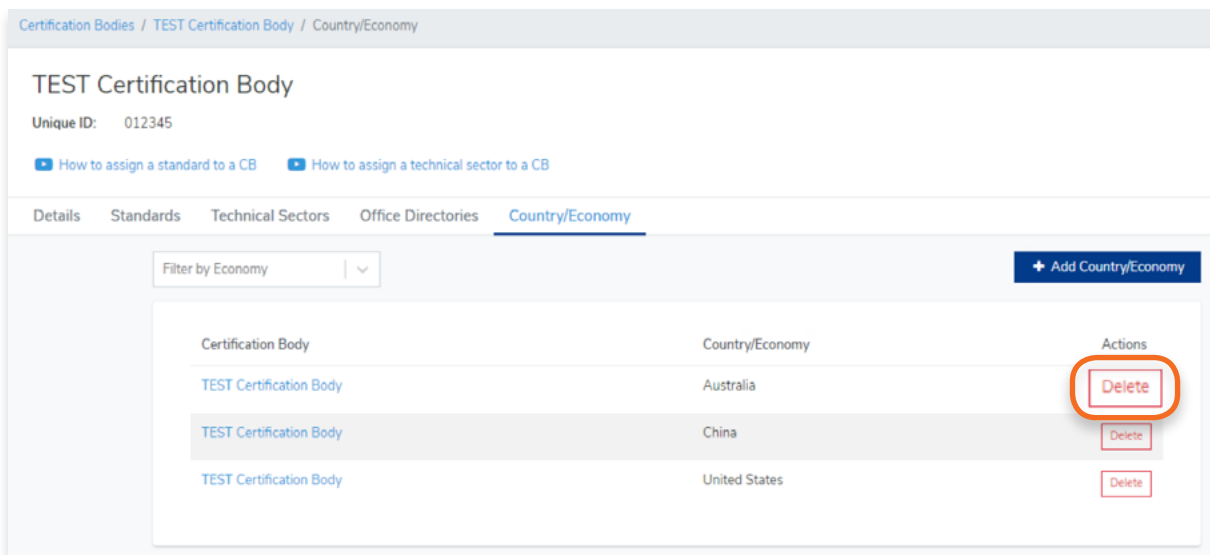 Certification Bodies / TEST Certification Body / Country/Economy
TEST Certification Body
Unique ID: 012345
How to assign a standard to a CB How to assign a technical sector to a CB
Details Standards Technical Sectors Office Directories Country/Economy
Filter by Economy + Add Country/Economy
Certification Body Country/Economy Actions
TEST Certification Body Australia Delete
TEST Certification Body China Delete
TEST Certification Body United States Delete